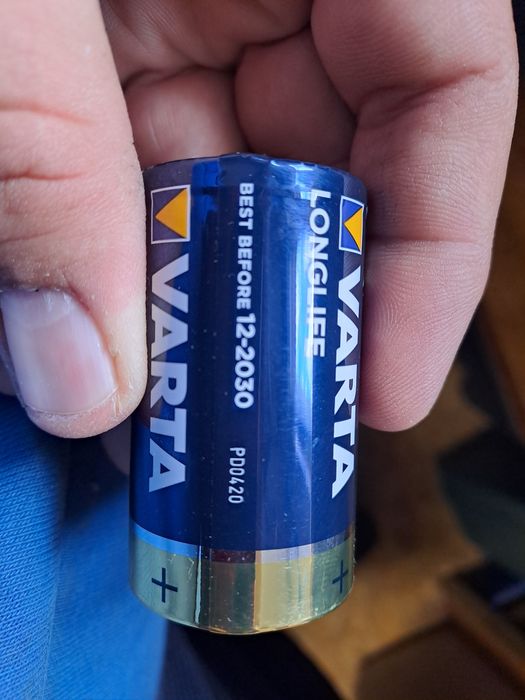 VARTA
LONGLIFE
BEST BEFORE 12-2030
PD0420
VARTA
+
+